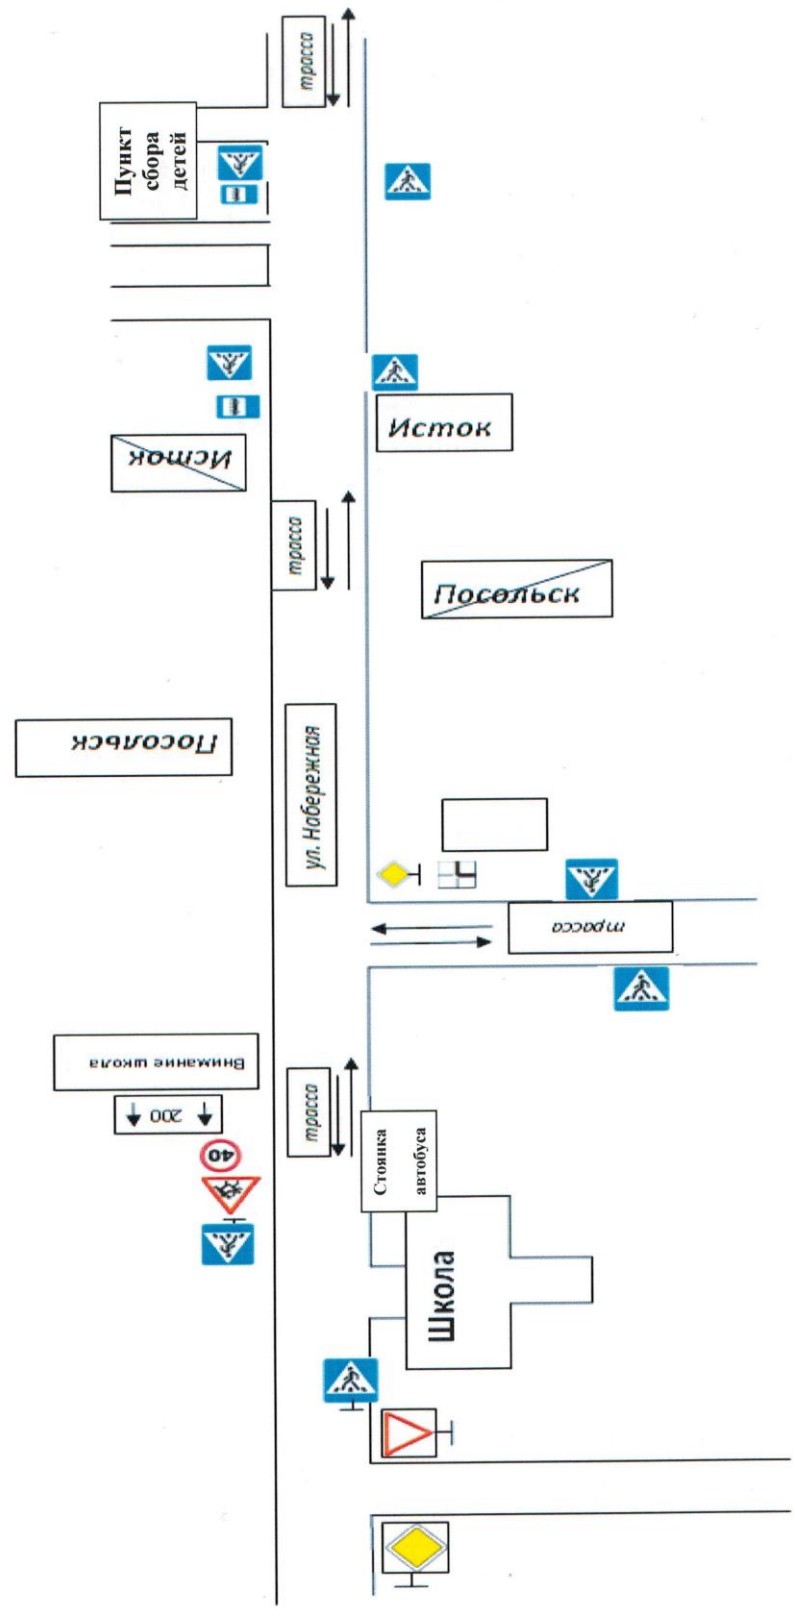 трасса
Пункт
сбора
детей
Исток
Исток
трасса
Посольск
Посольск
ул. Набережная
трасса
Внимание школа
200
40
трасса
Стоянка
автобуса
Школа